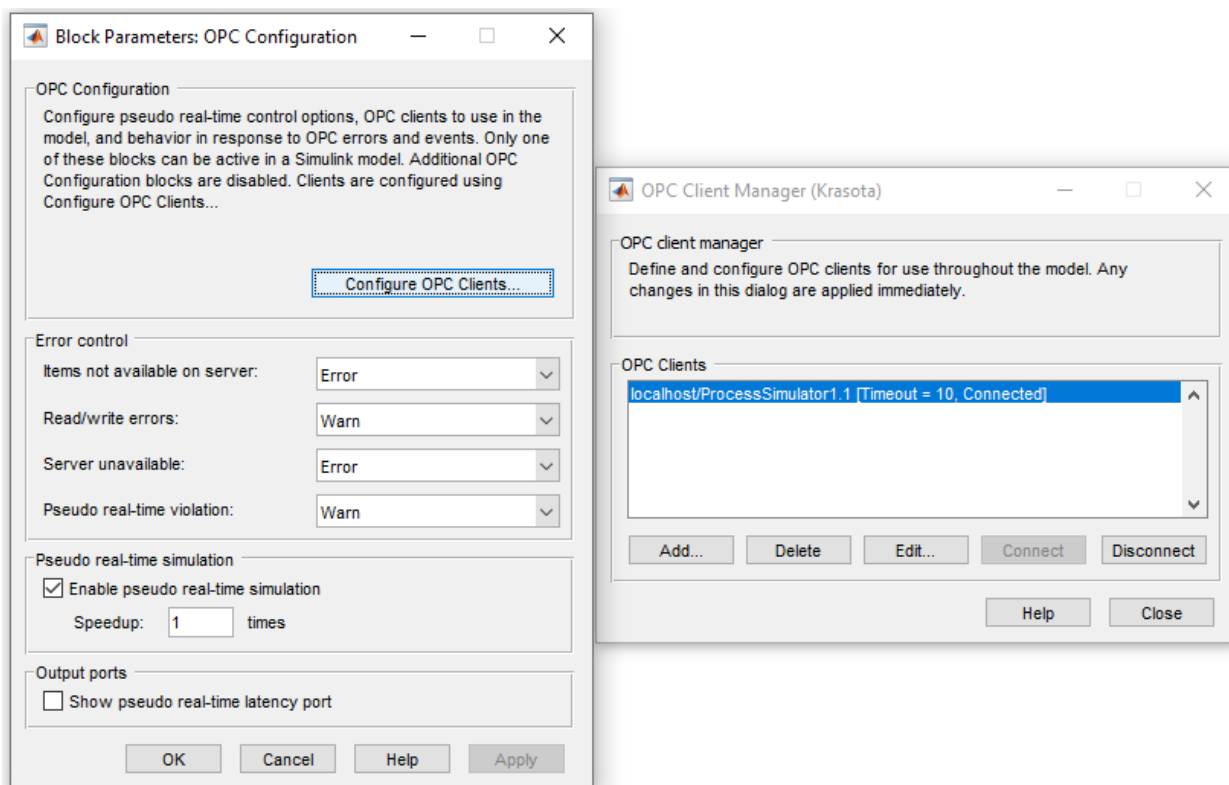 Block Parameters: OPC Configuration
OPC Configuration
Configure pseudo real-time control options, OPC clients to use in the
model, and behavior in response to OPC errors and events. Only one
of these blocks can be active in a Simulink model. Additional OPC
Configuration blocks are disabled. Clients are configured using
Configure OPC Clients...
Configure OPC Clients...
Error control
Items not available on server:
Error
Read/write errors:
Warn
Server unavailable:
Error
Pseudo real-time violation:
Warn
Pseudo real-time simulation
Enable pseudo real-time simulation
Speedup: 1 times
Output ports
Show pseudo real-time latency port
OK Cancel Help Apply
OPC Client Manager (Krasota)
OPC client manager
Define and configure OPC clients for use throughout the model. Any
changes in this dialog are applied immediately.
OPC Clients
localhost/ProcessSimulator1.1 [Timeout = 10, Connected]
Add... Delete Edit... Connect Disconnect
Help Close